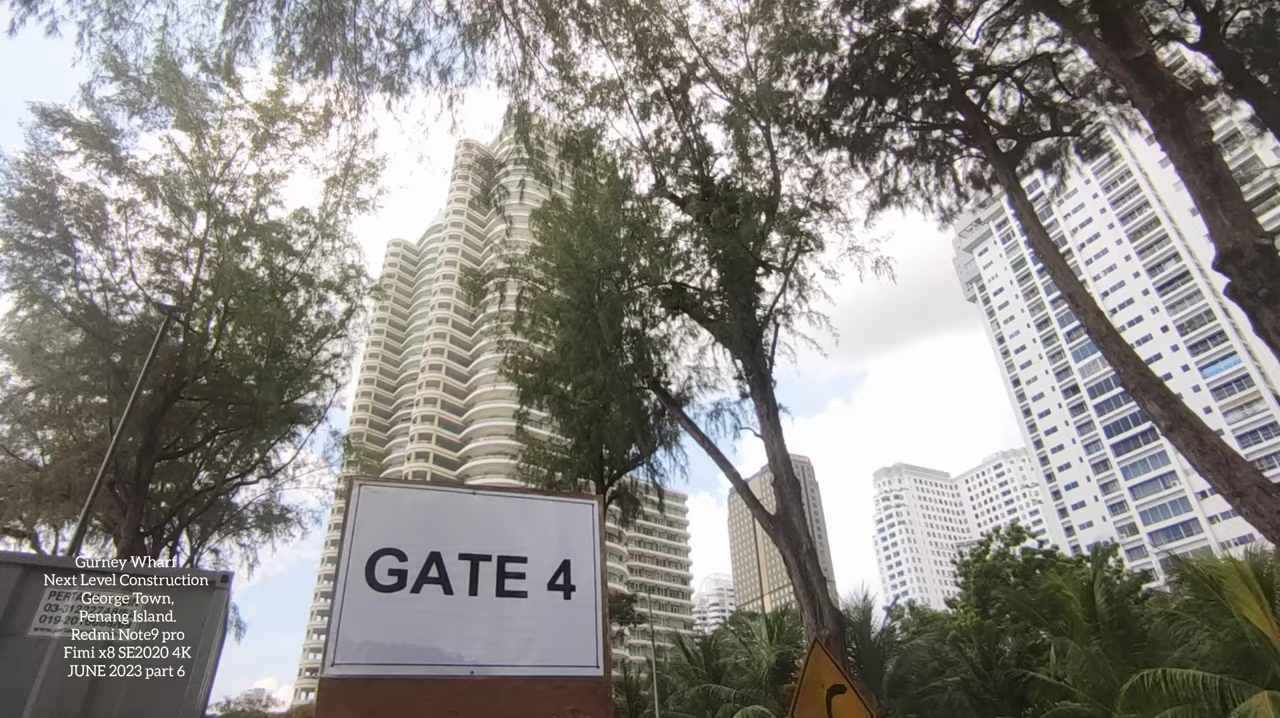 GATE 4
Gurney Wharf
Next Level Construction
George Town,
Penang Island.
Redmi Note9 pro
Fimi x8 SE2020 4K
JUNE 2023 part 6